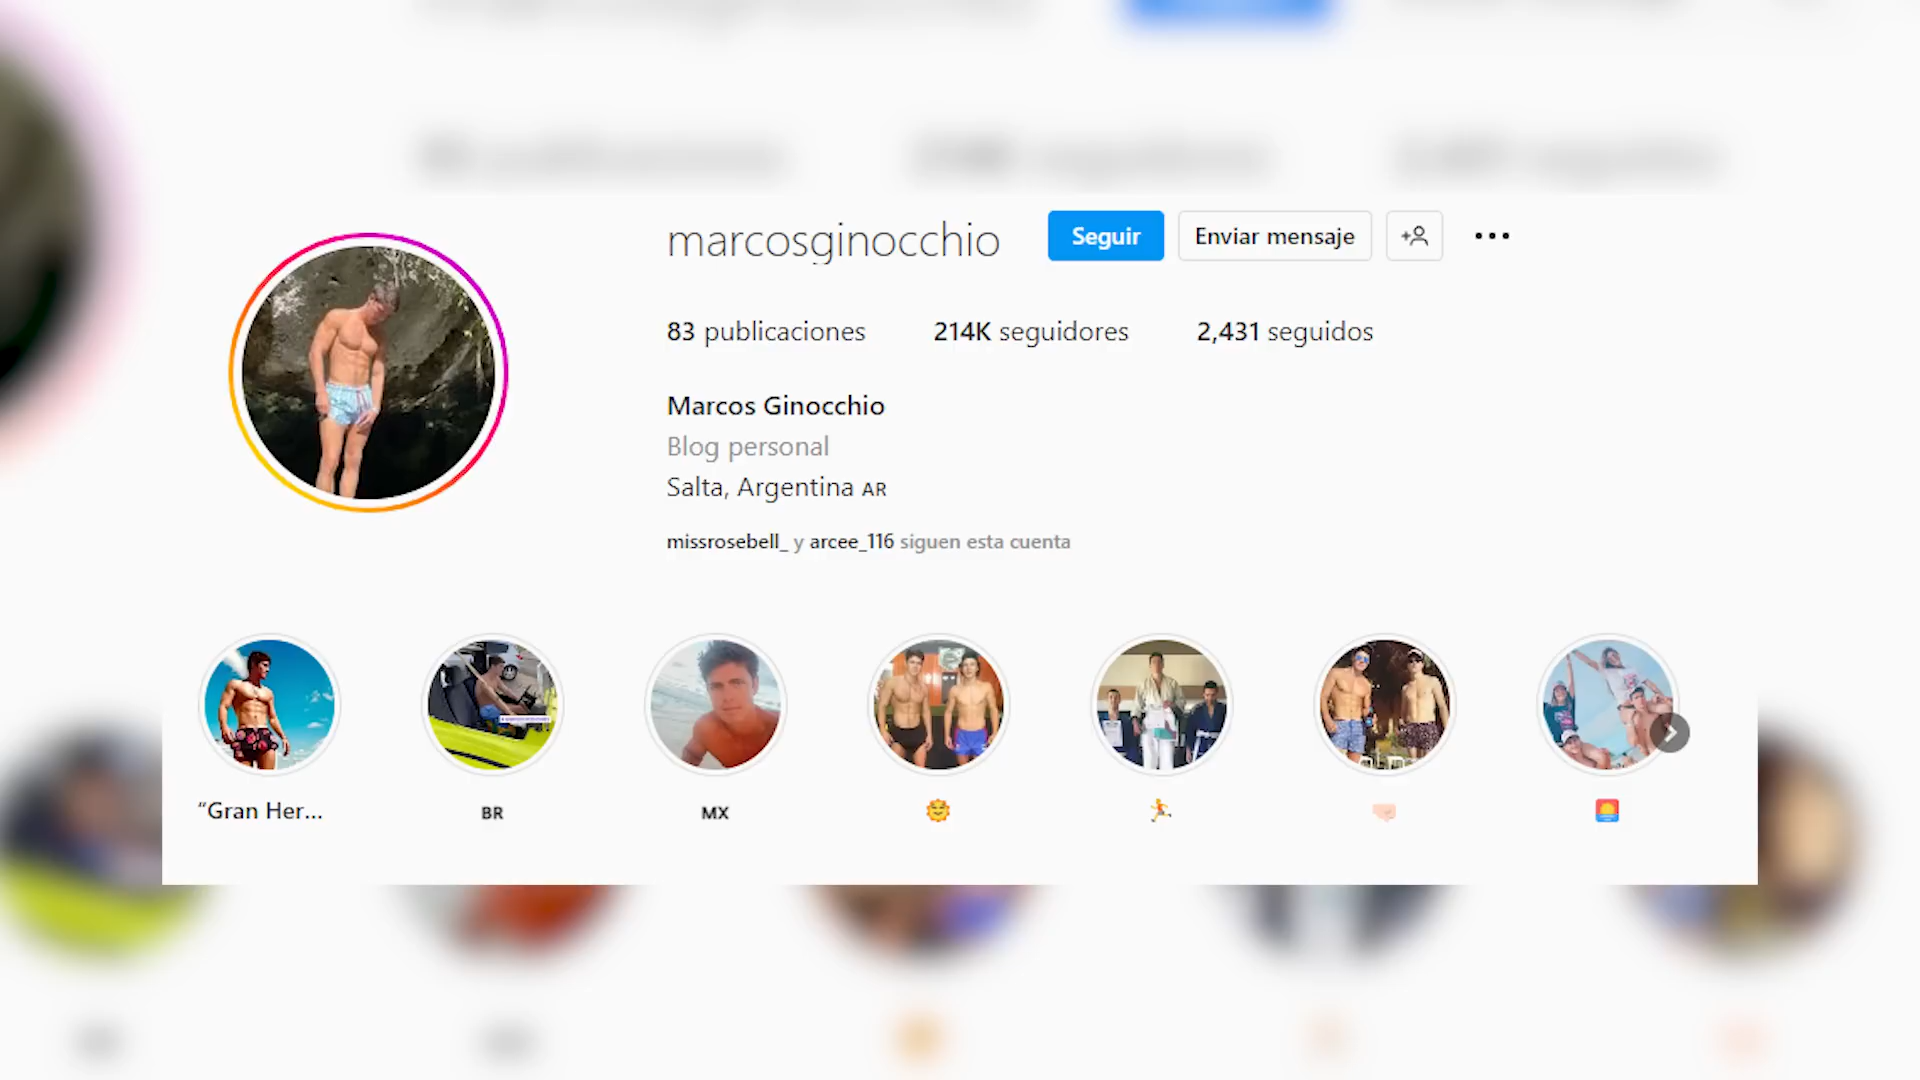 marcosginocchio Seguir Enviar mensaje
83 publicaciones 214K seguidores 2,431 seguidos
Marcos Ginocchio
Blog personal
Salta, Argentina AR
missrosebell_ y arcee_116 siguen esta cuenta
“Gran Her... BR MX